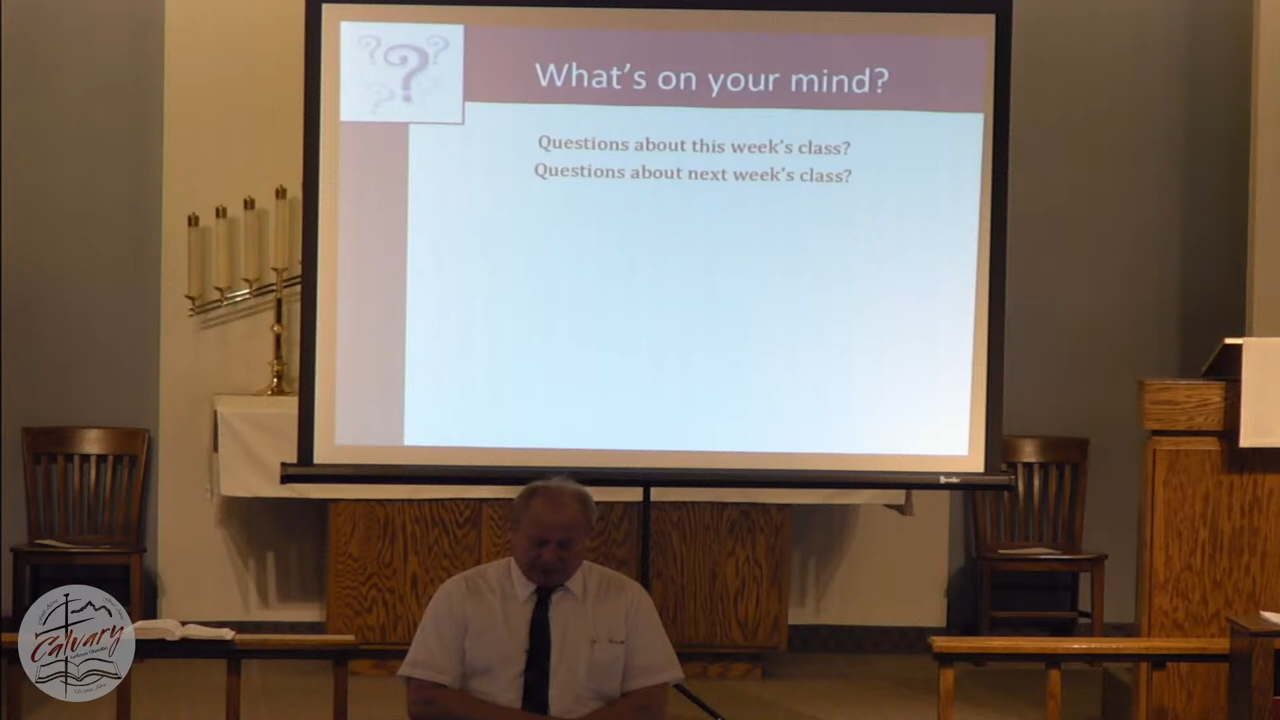 What's on your mind?
Questions about this week's class?
Questions about next week's class?
Calvary